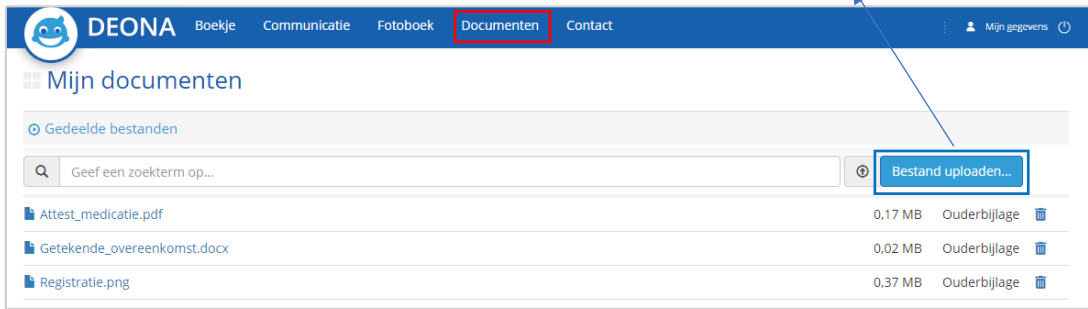 DEONA Boekje Communicatie Fotoboek Documenten Contact Mijn gegevens
Mijn documenten
Gedeelde bestanden
Geef een zoekterm op... Bestand uploaden...
Attest_medicatie.pdf 0,17 MB Ouderbijlage
Getekende_overeenkomst.docx 0,02 MB Ouderbijlage
Registratie.png 0,37 MB Ouderbijlage